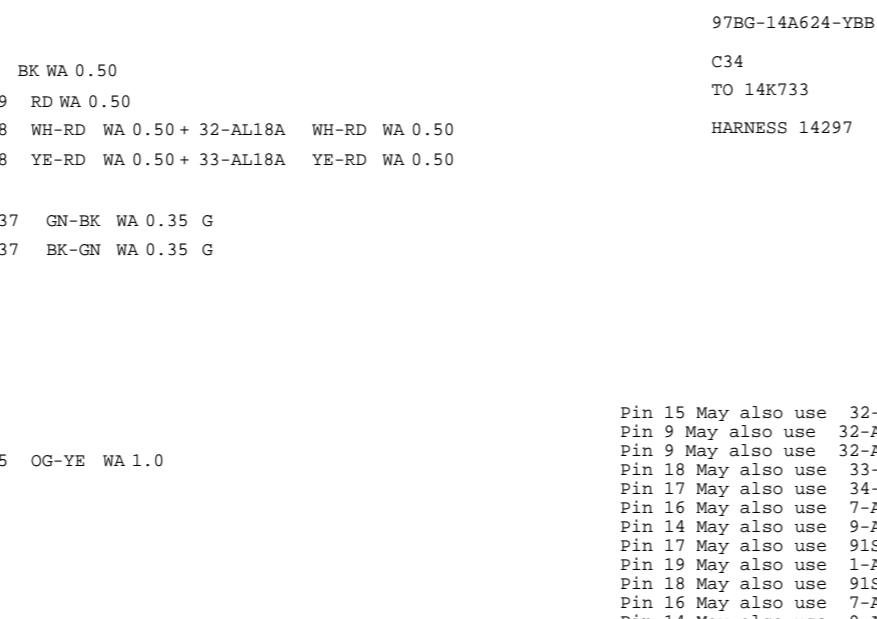 97BG-14A624-YBB
C34
TO 14K733
HARNESS 14297
BK WA 0.50
9 RD WA 0.50
8 WH-RD WA 0.50 + 32-AL18A WH-RD WA 0.50
8 YE-RD WA 0.50 + 33-AL18A YE-RD WA 0.50
37 GN-BK WA 0.35 G
37 BK-GN WA 0.35 G
5 OG-YE WA 1.0
Pin 15 May also use 32-
Pin 9 May also use 32-A
Pin 9 May also use 32-A
Pin 18 May also use 33-
Pin 17 May also use 34-
Pin 16 May also use 7-A
Pin 14 May also use 9-A
Pin 17 May also use 91S
Pin 19 May also use 1-A
Pin 18 May also use 91S
Pin 16 May also use 7-A